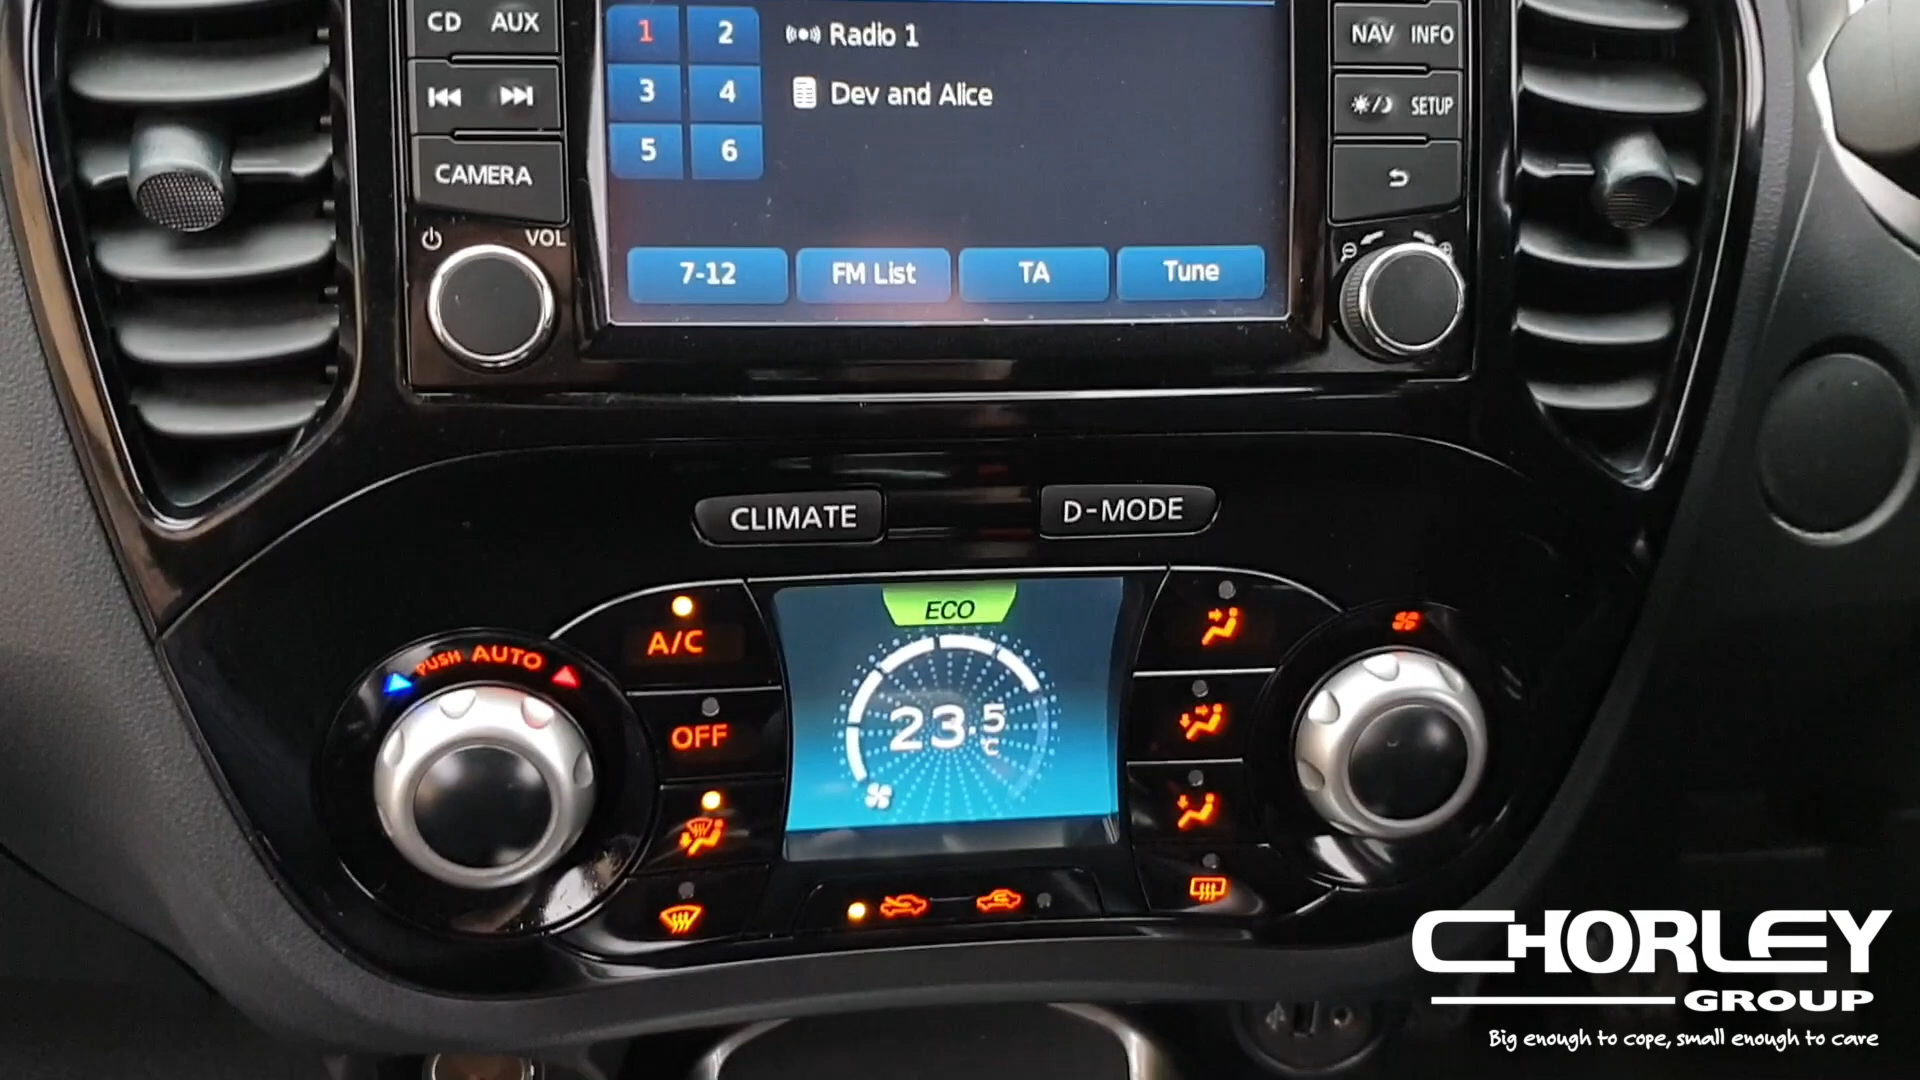 CD AUX
1 2
Radio 1
NAV INFO
3 4
Dev and Alice
SETUP
5 6
CAMERA
VOL
7-12 FM List TA Tune
CLIMATE
D-MODE
ECO
A/C
PUSH AUTO
23.5
°C
OFF
CHORLEY
GROUP
Big enough to cope, small enough to care